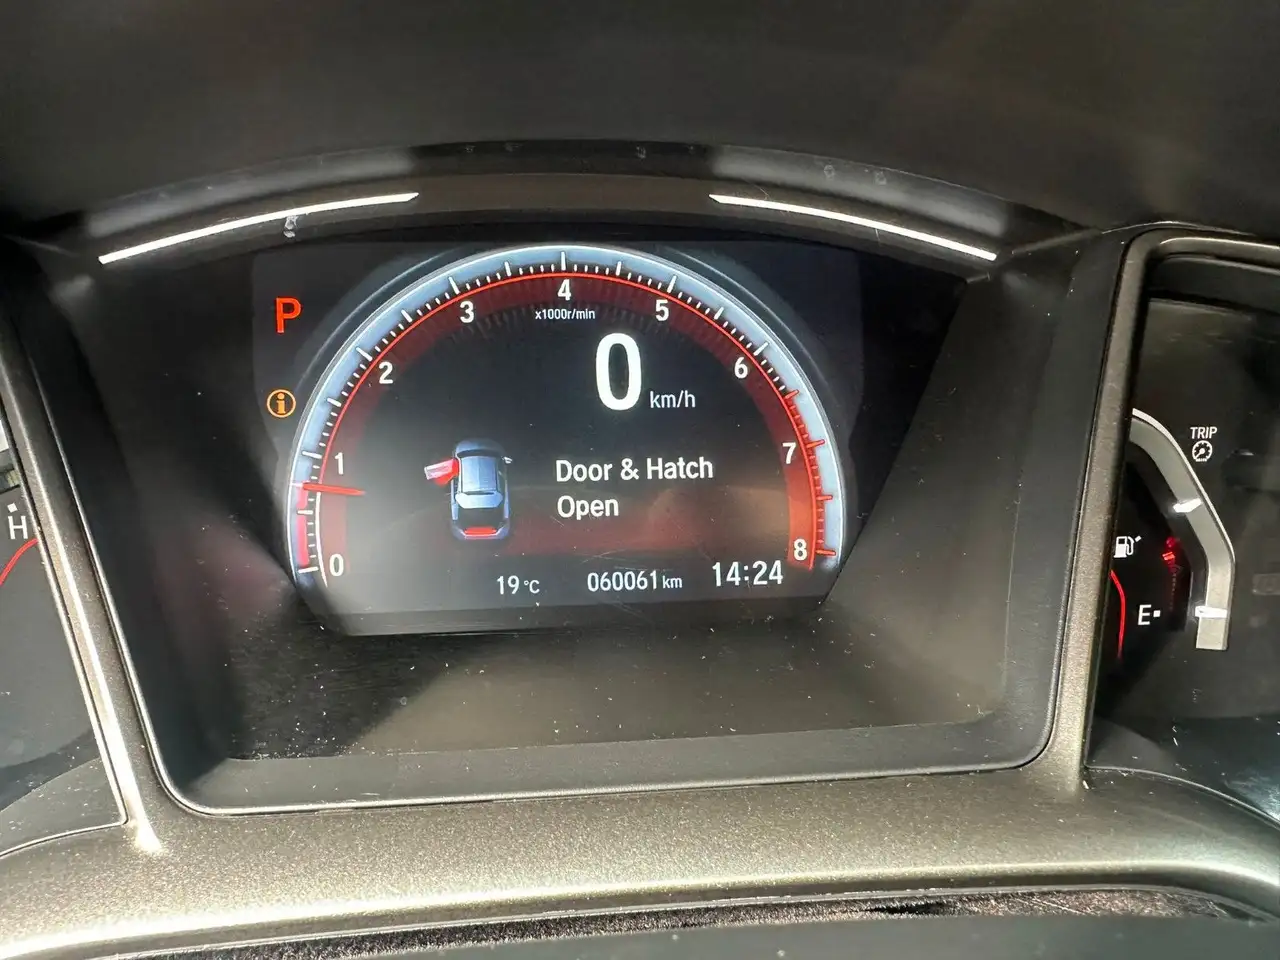 P
4
x1000r/min
3
5
2
6
1
7
0
8
0 km/h
i
Door & Hatch
Open
19°C
060061 km
14:24
H
TRIP
E